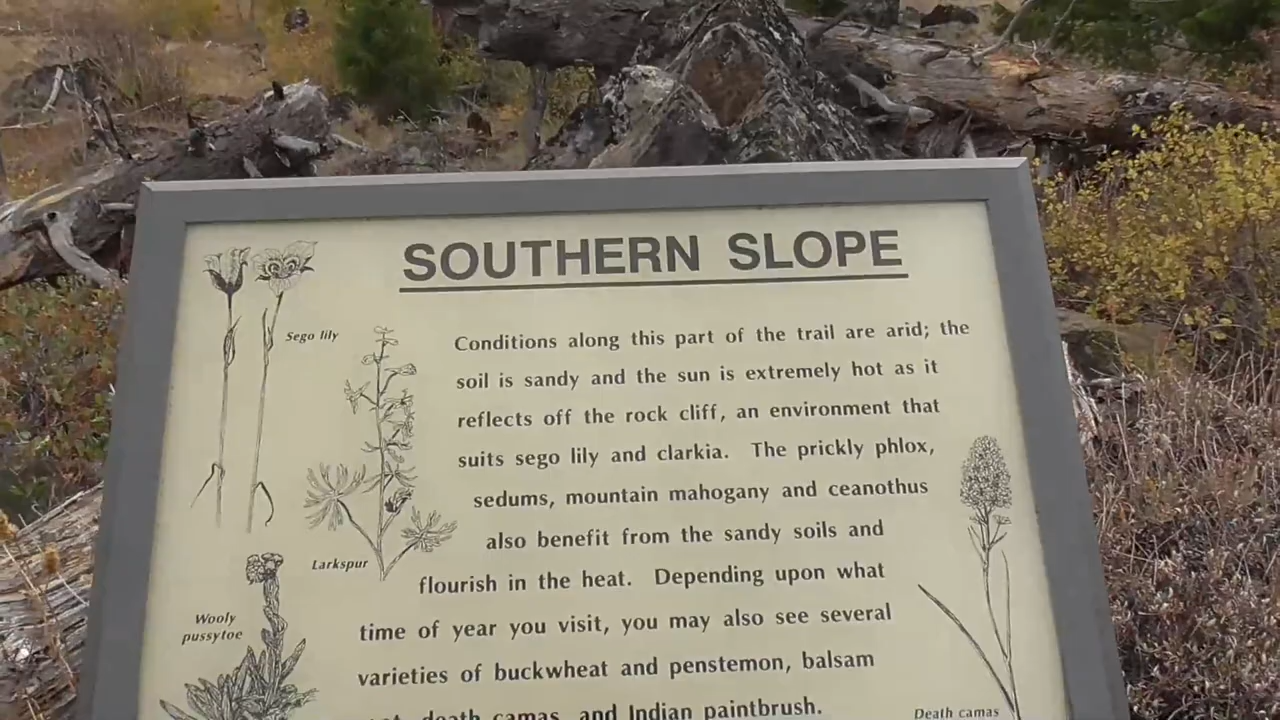 SOUTHERN SLOPE
Sego lily
Conditions along this part of the trail are arid; the
soil is sandy and the sun is extremely hot as it
reflects off the rock cliff, an environment that
suits sego lily and clarkia. The prickly phlox,
sedums, mountain mahogany and ceanothus
also benefit from the sandy soils and
Larkspur
flourish in the heat. Depending upon what
Wooly
pussytoe
time of year you visit, you may also see several
varieties of buckwheat and penstemon, balsam
death camas, and Indian paintbrush.
Death camas